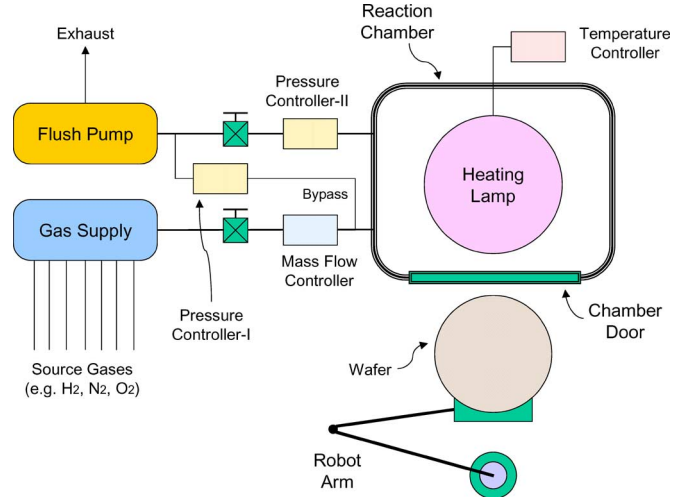 Reaction
Chamber
Temperature
Controller
Exhaust
Pressure
Controller-II
Flush Pump
Heating
Lamp
Bypass
Gas Supply
Mass Flow
Controller
Pressure
Controller-I
Chamber
Door
Source Gases
(e.g. H2, N2, O2)
Wafer
Robot
Arm